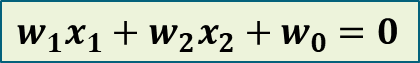 w₁x₁ + w₂x₂ + w₀ = 0